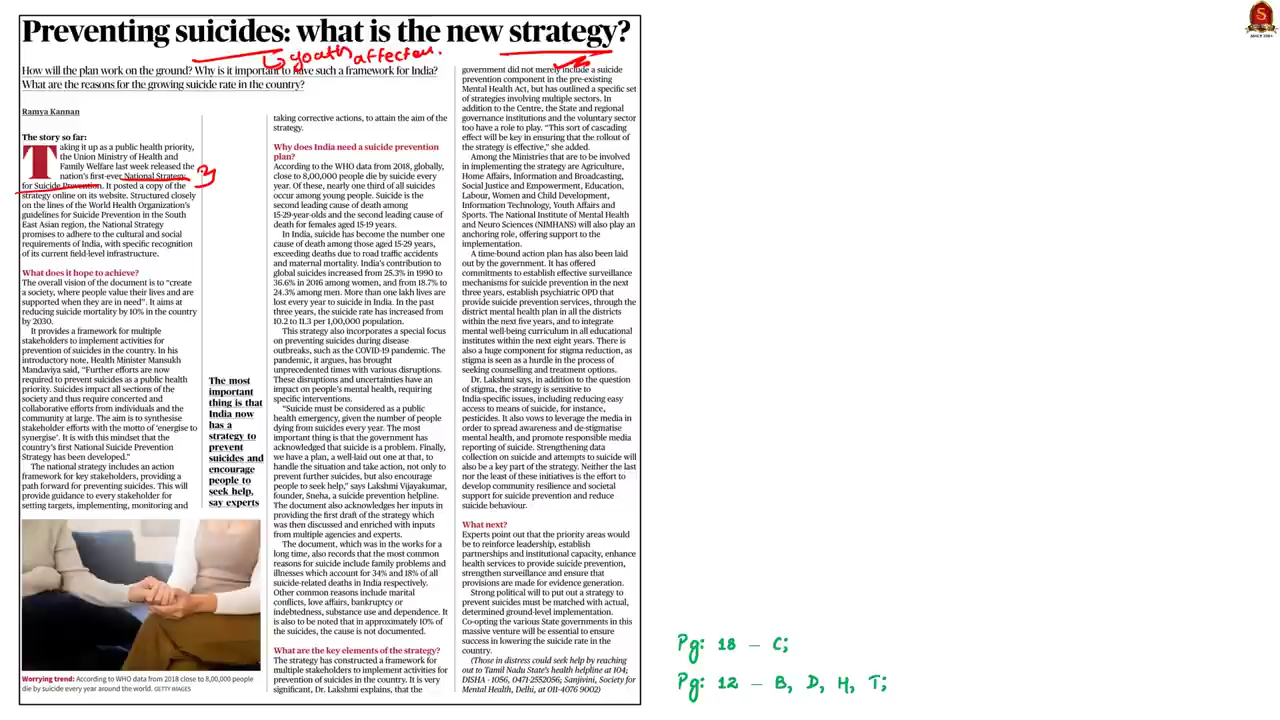 Preventing suicides: what is the new strategy?
youth affected.
How will the plan work on the ground? Why is it important to have such a framework for India?
What are the reasons for the growing suicide rate in the country?
Ramya Kannan
The story so far:
Taking it up as a public health priority,
the Union Ministry of Health and
Family Welfare last week released the
nation's first-ever National Strategy
for Suicide Prevention. It posted a copy of the
strategy online on its website. Structured closely
on the lines of the World Health Organization's
guidelines for Suicide Prevention in the South
East Asian region, the National Strategy
promises to adhere to the cultural and social
requirements of India, with specific recognition
of its current field-level infrastructure.
What does it hope to achieve?
The overall vision of the document is to "create
a society, where people value their lives and are
supported when they are in need". It aims at
reducing suicide mortality by 10% in the country
by 2030.
It provides a framework for multiple
stakeholders to implement activities for
prevention of suicides in the country. In his
introductory note, Health Minister Mansukh
Mandaviya said, "Further efforts are now
required to prevent suicides as a public health
priority. Suicides impact all sections of the
society and thus require concerted and
collaborative efforts from individuals and the
community at large. The aim is to synthesise
stakeholder efforts with the motto of 'energise to
synergise'. It is with this mindset that the
country's first National Suicide Prevention
Strategy has been developed."
The national strategy includes an action
framework for key stakeholders, providing a
path forward for preventing suicides. This will
provide guidance to every stakeholder for
setting targets, implementing, monitoring and
The most
important
thing is that
India now
has a
strategy to
prevent
suicides and
encourage
people to
seek help,
say experts
Worrying trend: According to WHO data from 2018 close to 8,00,000 people
die by suicide every year around the world. GETTY IMAGES
taking corrective actions, to attain the aim of the
strategy.
Why does India need a suicide prevention
plan?
According to the WHO data from 2018, globally,
close to 8,00,000 people die by suicide every
year. Of these, nearly one third of all suicides
occur among young people. Suicide is the
second leading cause of death among
15-29-year-olds and the second leading cause of
death for females aged 15-19 years.
In India, suicide has become the number one
cause of death among those aged 15-29 years,
exceeding deaths due to road traffic accidents
and maternal mortality. India's contribution to
global suicides increased from 25.3% in 1990 to
36.6% in 2016 among women, and from 18.7% to
24.3% among men. More than one lakh lives are
lost every year to suicide in India. In the past
three years, the suicide rate has increased from
10.2 to 11.3 per 1,00,000 population.
This strategy also incorporates a special focus
on preventing suicides during disease
outbreaks, such as the COVID-19 pandemic. The
pandemic, it argues, has brought
unprecedented times with various disruptions.
These disruptions and uncertainties have an
impact on people's mental health, requiring
specific interventions.
"Suicide must be considered as a public
health emergency, given the number of people
dying from suicides every year. The most
important thing is that the government has
acknowledged that suicide is a problem. Finally,
we have a plan, a well-laid out one at that, to
handle the situation and take action, not only to
prevent further suicides, but also encourage
people to seek help," says Lakshmi Vijayakumar,
founder, Sneha, a suicide prevention helpline.
The document also acknowledges her inputs in
providing the first draft of the strategy which
was then discussed and enriched with inputs
from multiple agencies and experts.
The document, which was in the works for a
long time, also records that the most common
reasons for suicide include family problems and
illnesses which account for 34% and 18% of all
suicide-related deaths in India respectively.
Other common reasons include marital
conflicts, love affairs, bankruptcy or
indebtedness, substance use and dependence. It
is also to be noted that in approximately 10% of
the suicides, the cause is not documented.
What are the key elements of the strategy?
The strategy has constructed a framework for
multiple stakeholders to implement activities for
prevention of suicides in the country. It is very
significant, Dr. Lakshmi explains, that the
government did not merely include a suicide
prevention component in the pre-existing
Mental Health Act, but has outlined a specific set
of strategies involving multiple sectors. In
addition to the Centre, the State and regional
governance institutions and the voluntary sector
too have a role to play. "This sort of cascading
effect will be key in ensuring that the rollout of
the strategy is effective," she added.
Among the Ministries that are to be involved
in implementing the strategy are Agriculture,
Home Affairs, Information and Broadcasting,
Social Justice and Empowerment, Education,
Labour, Women and Child Development,
Information Technology, Youth Affairs and
Sports. The National Institute of Mental Health
and Neuro Sciences (NIMHANS) will also play an
anchoring role, offering support to the
implementation.
A time-bound action plan has also been laid
out by the government. It has offered
commitments to establish effective surveillance
mechanisms for suicide prevention in the next
three years, establish psychiatric OPD that
provide suicide prevention services, through the
district mental health plan in all the districts
within the next five years, and to integrate
mental well-being curriculum in all educational
institutes within the next eight years. There is
also a huge component for stigma reduction, as
stigma is seen as a hurdle in the process of
seeking counselling and treatment options.
Dr. Lakshmi says, in addition to the question
of stigma, the strategy is sensitive to
India-specific issues, including reducing easy
access to means of suicide, for instance,
pesticides. It also vows to leverage the media in
order to spread awareness and de-stigmatise
mental health, and promote responsible media
reporting of suicide. Strengthening data
collection on suicide and attempts to suicide will
also be a key part of the strategy. Neither the last
nor the least of these initiatives is the effort to
develop community resilience and societal
support for suicide prevention and reduce
suicide behaviour.
What next?
Experts point out that the priority areas would
be to reinforce leadership, establish
partnerships and institutional capacity, enhance
health services to provide suicide prevention,
strengthen surveillance and ensure that
provisions are made for evidence generation.
Strong political will to put out a strategy to
prevent suicides must be matched with actual,
determined ground-level implementation.
Co-opting the various State governments in this
massive venture will be essential to ensure
success in lowering the suicide rate in the
country.
(Those in distress could seek help by reaching
out to Tamil Nadu State's health helpline at 104;
DISHA - 1056, 0471-2552056; Sanjivini, Society for
Mental Health, Delhi, at 011-4076 9002)
S
SINCE 2004
Pg: 18 – C;
Pg: 12 – B, D, H, T;